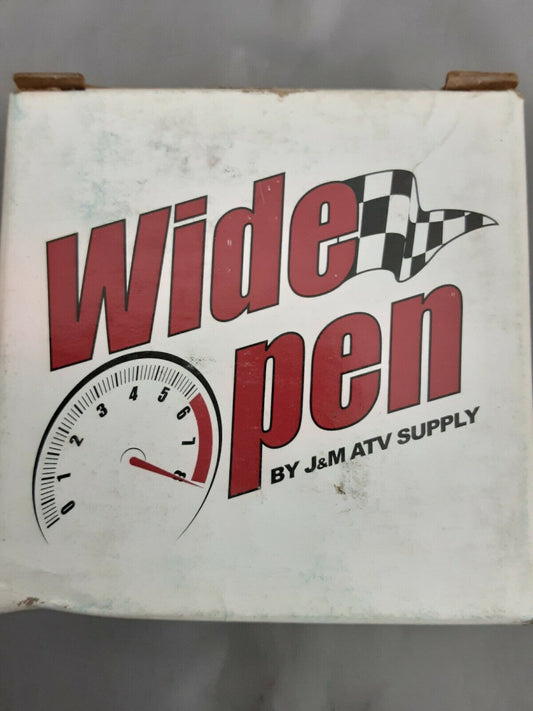 Wide
Open
BY J&M ATV SUPPLY
0 1 2 3 4 5 6 7 8